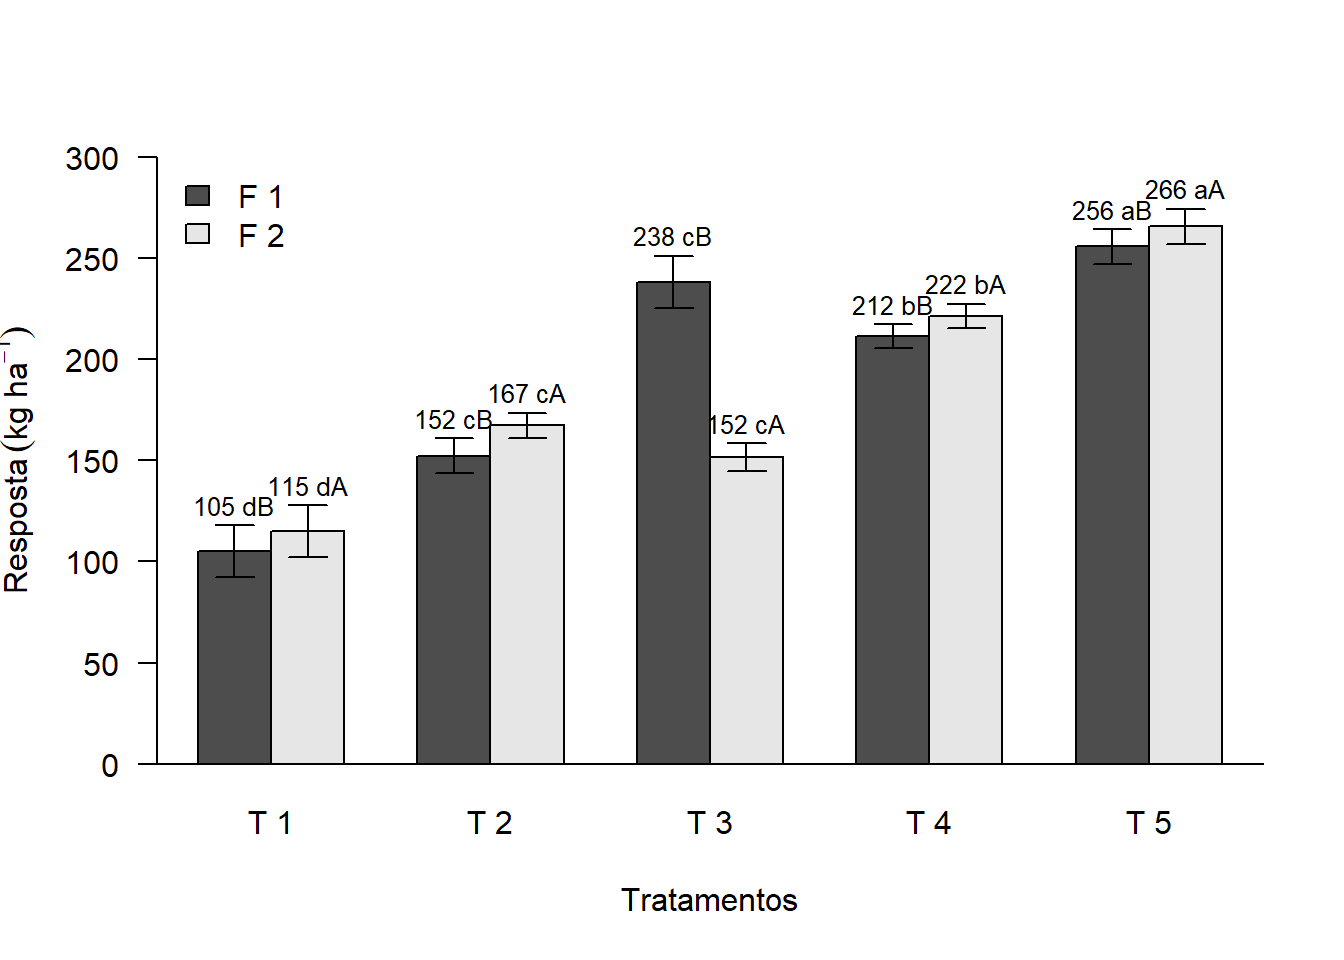 300
250
200
150
100
50
0
Resposta (kg ha⁻¹)
F 1
F 2
105 dB
115 dA
152 cB
167 cA
238 cB
152 cA
212 bB
222 bA
256 aB
266 aA
T 1
T 2
T 3
T 4
T 5
Tratamentos